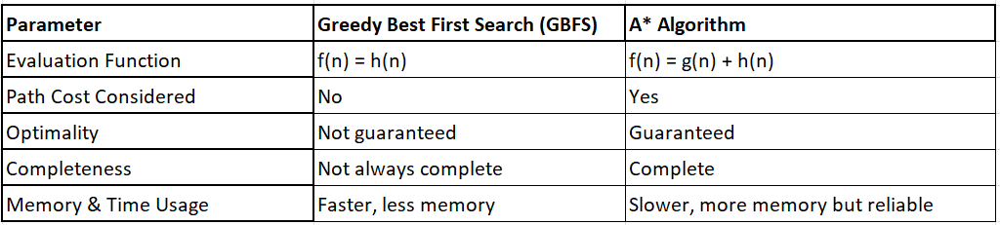 Parameter Greedy Best First Search (GBFS) A* Algorithm
Evaluation Function f(n) = h(n) f(n) = g(n) + h(n)
Path Cost Considered No Yes
Optimality Not guaranteed Guaranteed
Completeness Not always complete Complete
Memory & Time Usage Faster, less memory Slower, more memory but reliable